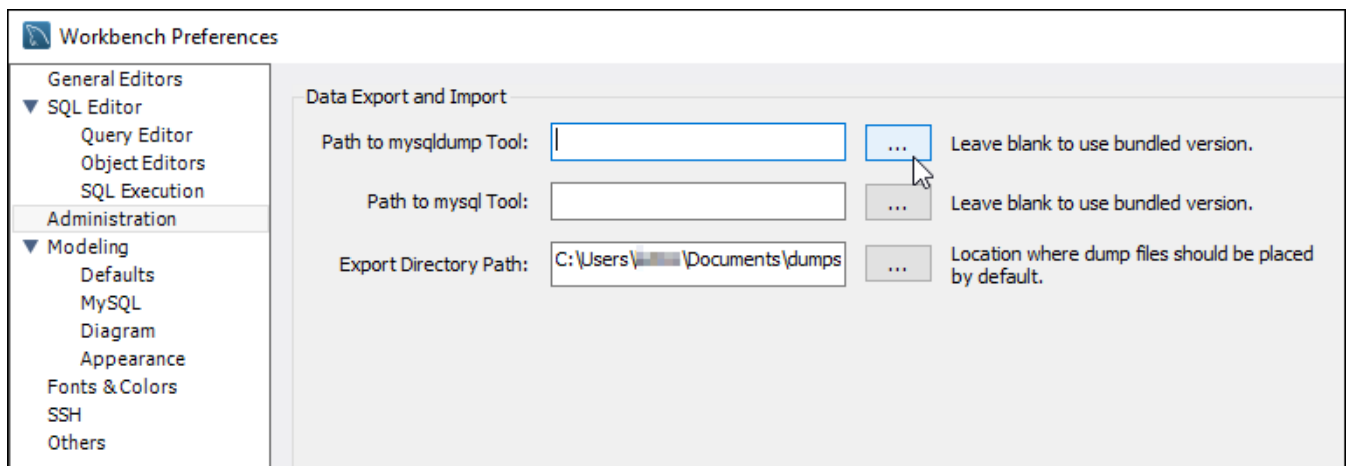 Workbench Preferences
General Editors
SQL Editor
Query Editor
Object Editors
SQL Execution
Administration
Modeling
Defaults
MySQL
Diagram
Appearance
Fonts & Colors
SSH
Others
Data Export and Import
Path to mysqldump Tool: ... Leave blank to use bundled version.
Path to mysql Tool: ... Leave blank to use bundled version.
Export Directory Path: C:\Users\ \Documents\dumps ... Location where dump files should be placed
by default.